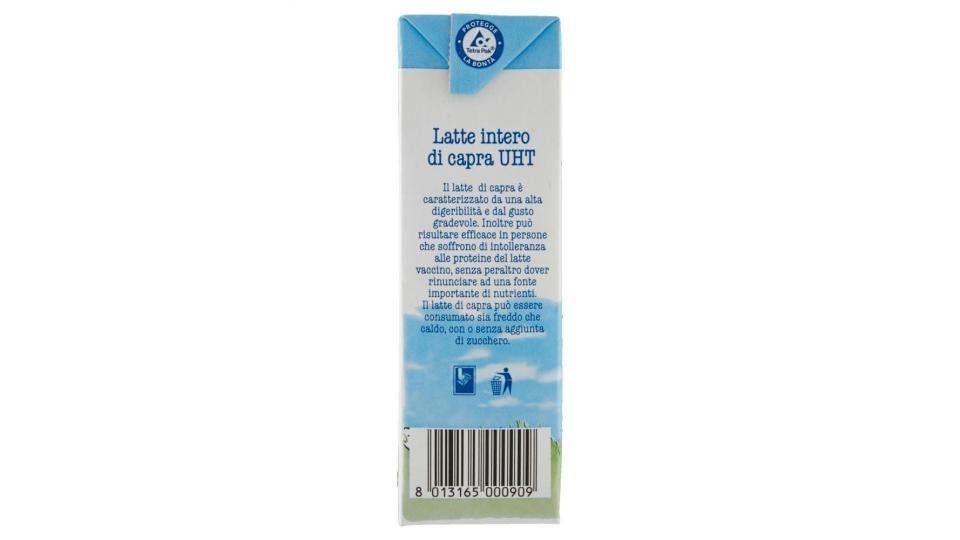 PROTEGGE
Tetra Pak®
LA BONTÀ
Latte intero
di capra UHT
Il latte di capra è
caratterizzato da una alta
digeribilità e dal gusto
gradevole. Inoltre può
risultare efficace in persone
che soffrono di intolleranza
alle proteine del latte
vaccino, senza peraltro dover
rinunciare ad una fonte
importante di nutrienti.
Il latte di capra può essere
consumato sia freddo che
caldo, con o senza aggiunta
di zucchero.
8 013165 000909